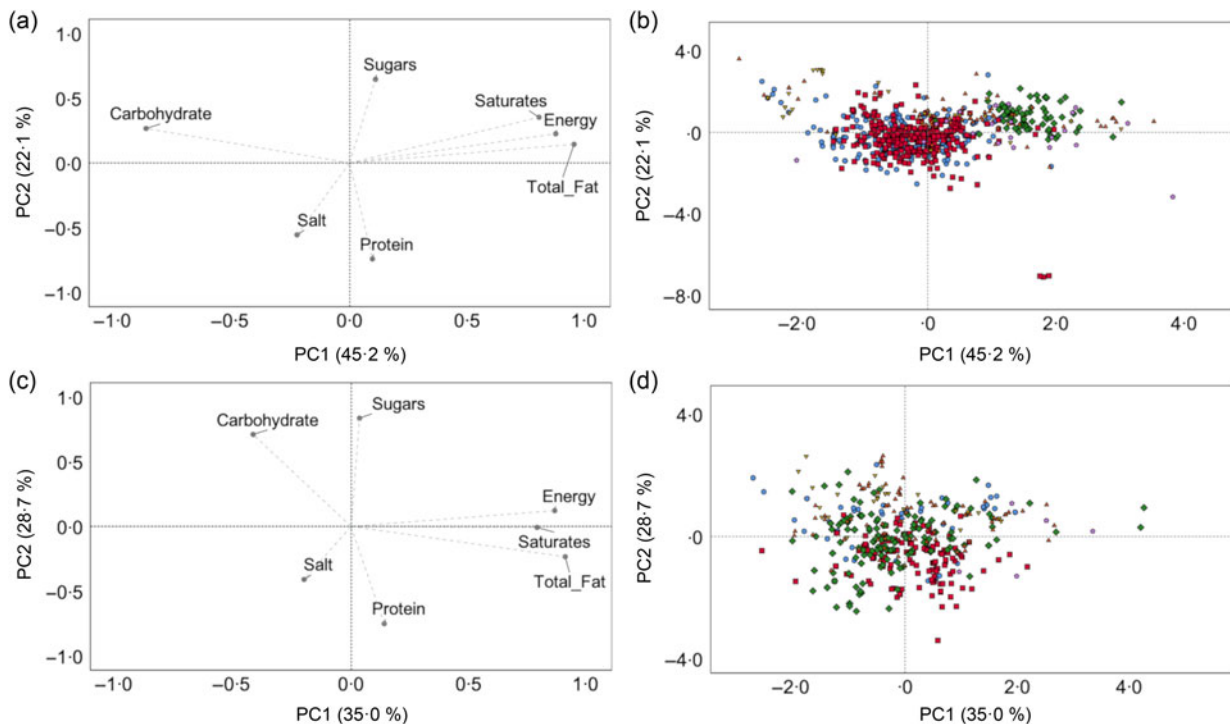 (a)
1·0
0·5
0·0
–0·5
–1·0
PC2 (22·1 %)
Sugars
Carbohydrate
Saturates
Energy
Total_Fat
Salt
Protein
–1·0 –0·5 0·0 0·5 1·0
PC1 (45·2 %)
(b)
4·0
·0
–4·0
–8·0
PC2 (22·1 %)
–2·0 ·0 2·0 4·0
PC1 (45·2 %)
(c)
1·0
0·5
0·0
–0·5
–1·0
PC2 (28·7 %)
Sugars
Carbohydrate
Energy
Saturates
Total_Fat
Salt
Protein
–1·0 –0·5 0·0 0·5 1·0
PC1 (35·0 %)
(d)
4·0
·0
–4·0
PC2 (28·7 %)
–2·0 ·0 2·0 4·0
PC1 (35·0 %)